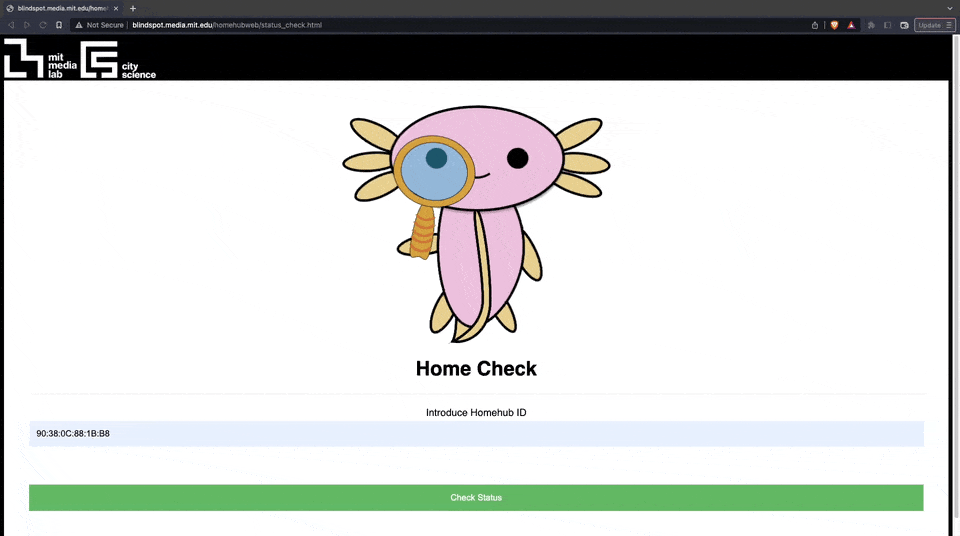 blindspot.media.mit.edu/home
Not Secure
blindspot.media.mit.edu/homehubweb/status_check.html
Update
mit
media
lab
city
science
Home Check
Introduce Homehub ID
90:38:0C:88:1B:B8
Check Status